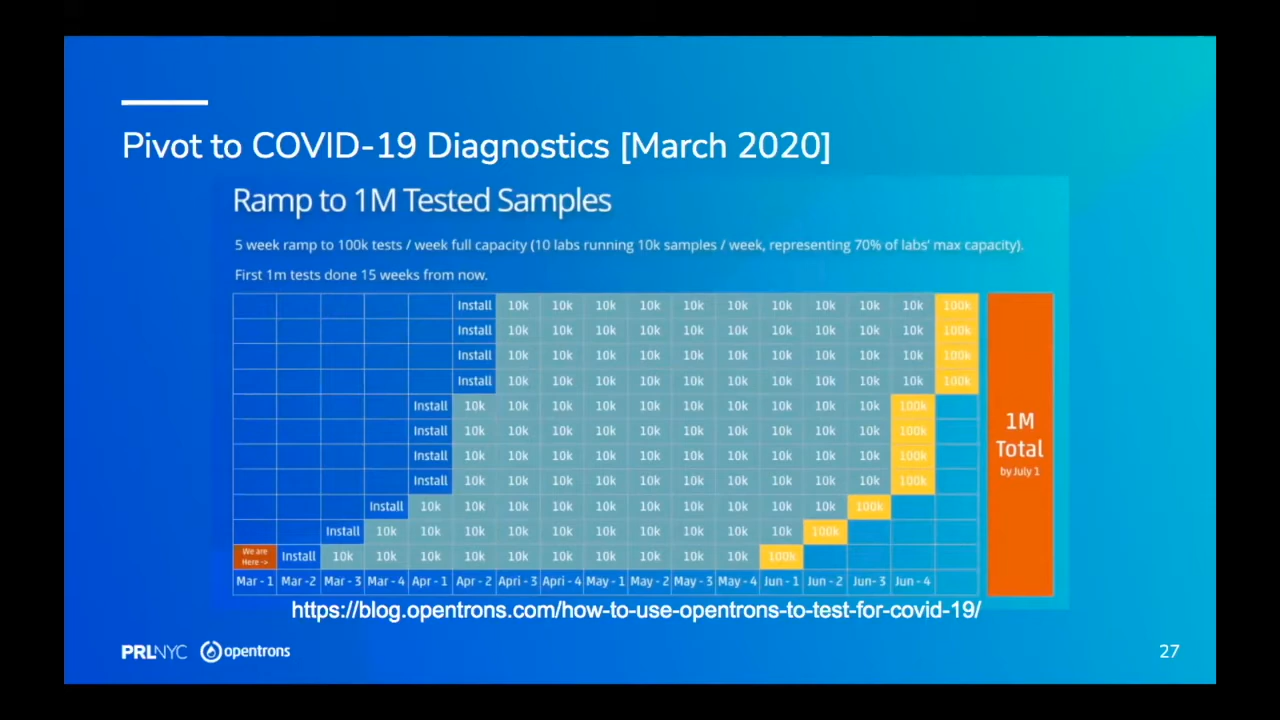 Pivot to COVID-19 Diagnostics [March 2020]
Ramp to 1M Tested Samples
5 week ramp to 100k tests / week full capacity (10 labs running 10k samples / week, representing 70% of labs' max capacity).
First 1m tests done 15 weeks from now.
Install 10k 10k 10k 10k 10k 10k 10k 10k 10k 10k 100k
Install 10k 10k 10k 10k 10k 10k 10k 10k 10k 10k 100k
Install 10k 10k 10k 10k 10k 10k 10k 10k 10k 10k 100k
Install 10k 10k 10k 10k 10k 10k 10k 10k 10k 10k 100k
Install 10k 10k 10k 10k 10k 10k 10k 10k 10k 10k 100k
Install 10k 10k 10k 10k 10k 10k 10k 10k 10k 10k 100k
Install 10k 10k 10k 10k 10k 10k 10k 10k 10k 10k 100k
Install 10k 10k 10k 10k 10k 10k 10k 10k 10k 10k 100k
Install 10k 10k 10k 10k 10k 10k 10k 10k 10k 10k 100k
Install 10k 10k 10k 10k 10k 10k 10k 10k 10k 10k 100k
We are
Here ->
Install 10k 10k 10k 10k 10k 10k 10k 10k 10k 10k 100k
Mar - 1 Mar -2 Mar - 3 Mar - 4 Apr - 1 Apr - 2 Apri - 3 Apri - 4 May - 1 May - 2 May - 3 May - 4 Jun - 1 Jun - 2 Jun- 3 Jun - 4
1M
Total
by July 1
https://blog.opentrons.com/how-to-use-opentrons-to-test-for-covid-19/
PRLNYC opentrons
27